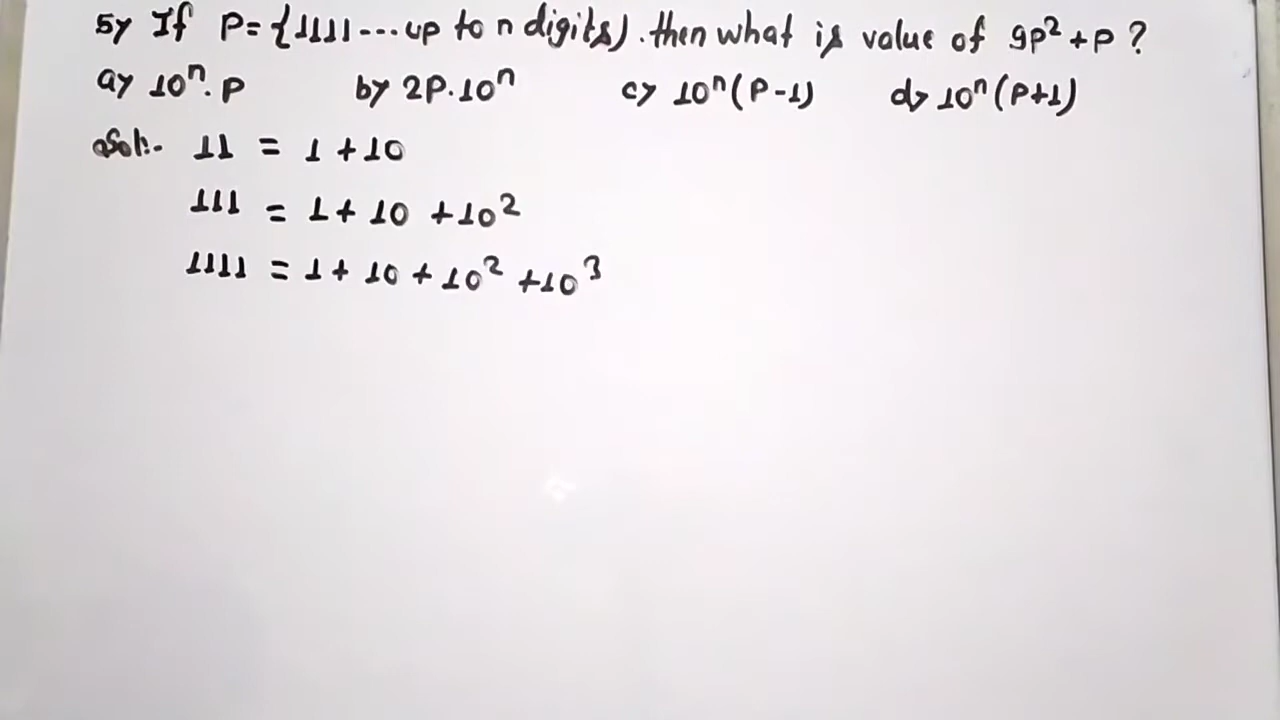 5) If P = {1111 --- up to n digits}. then what is value of 9p² + p ?
a) 10ⁿ. p b) 2p.10ⁿ c) 10ⁿ(p-1) d) 10ⁿ(p+1)
Sol:- 11 = 1 + 10
111 = 1 + 10 + 10²
1111 = 1 + 10 + 10² + 10³